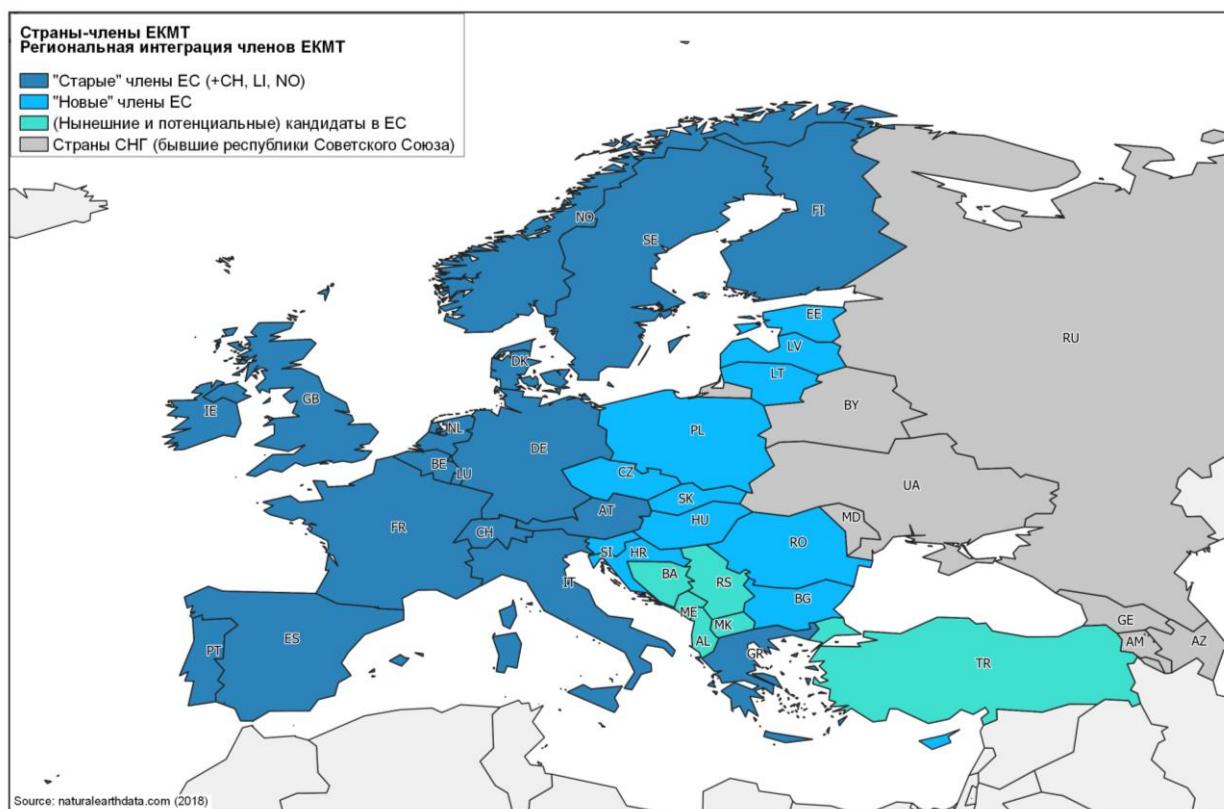 Страны-члены ЕКМТ
Региональная интеграция членов ЕКМТ
"Старые" члены ЕС (+CH, LI, NO)
"Новые" члены ЕС
(Нынешние и потенциальные) кандидаты в ЕС
Страны СНГ (бывшие республики Советского Союза)
NO
FI
SE
EE
RU
LV
DK
LT
IE
GB
BY
NL
PL
DE
BE
CZ
LU
UA
SK
AT
MD
HU
FR
CH
RO
SI
HR
BA
IT
RS
BG
ME
GE
MK
AM
AZ
AL
ES
PT
GR
TR
Source: naturalearthdata.com (2018)